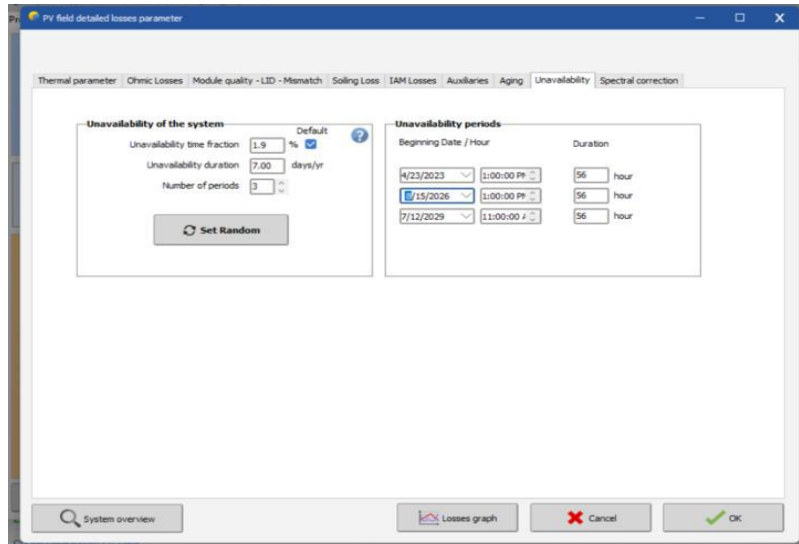 PV field detailed losses parameter
Thermal parameter Ohmic Losses Module quality - LID - Mismatch Soiling Loss IAM Losses Auxiliaries Aging Unavailability Spectral correction
Unavailability of the system
Default
Unavailability time fraction 1.9 %
Unavailability duration 7.00 days/yr
Number of periods 3
Set Random
Unavailability periods
Beginning Date / Hour Duration
4/23/2023 1:00:00 PM 56 hour
/15/2026 1:00:00 PM 56 hour
7/12/2029 11:00:00 A 56 hour
System overview Losses graph Cancel OK